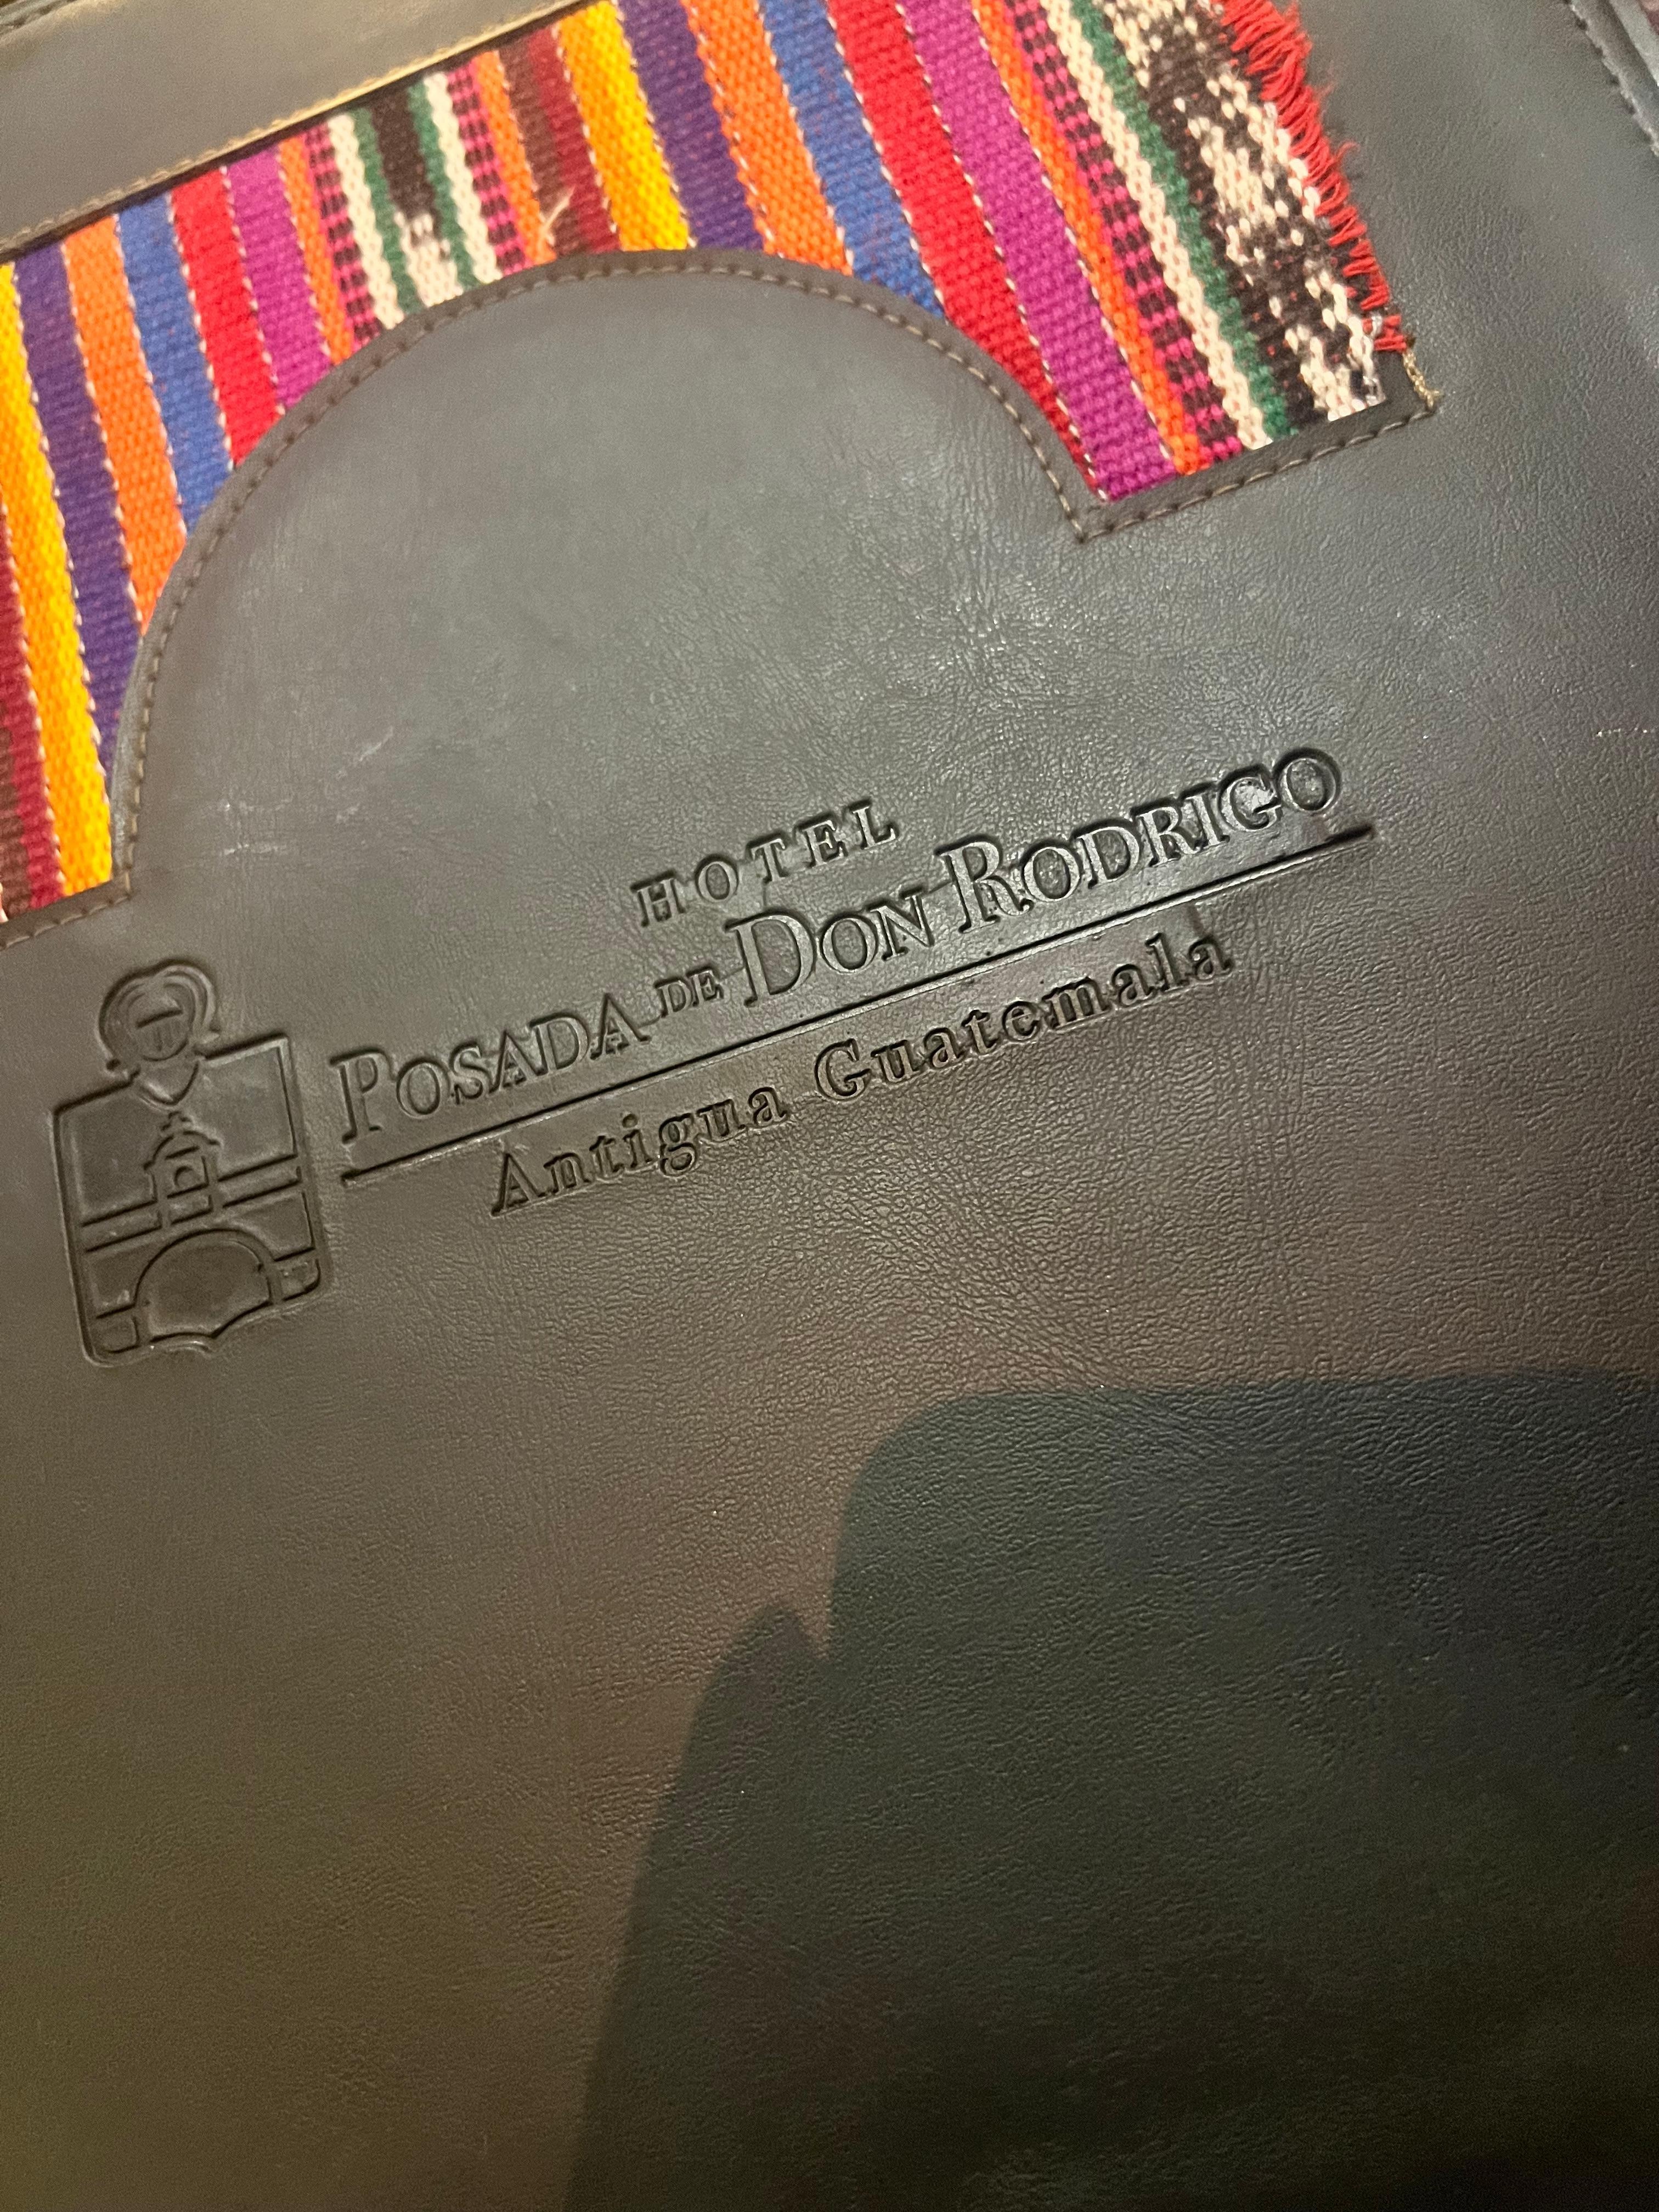 HOTEL
POSADA DE DON RODRIGO
Antigua Guatemala